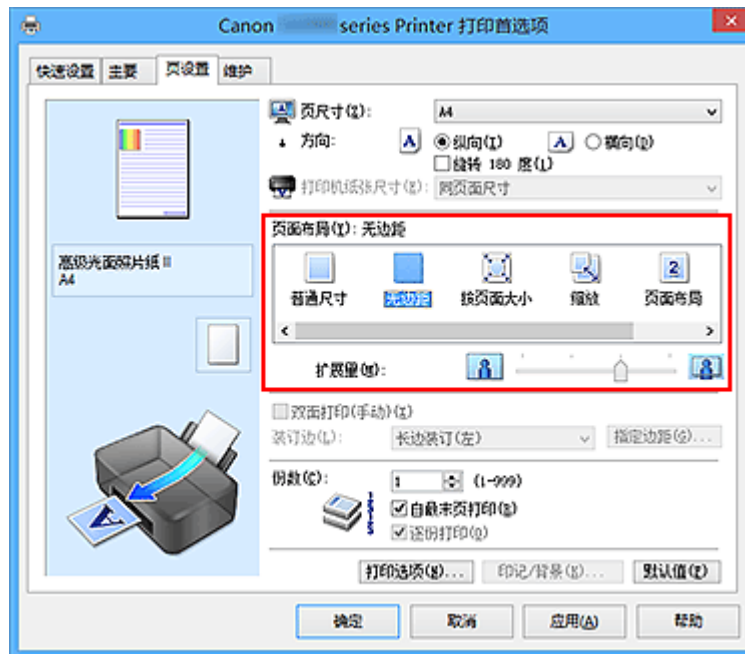 Canon series Printer 打印首选项
快速设置 主要 页设置 维护
页尺寸(Z): A4
方向: A 纵向(I) A 横向(D)
旋转 180 度(L)
打印机纸张尺寸(E): 同页面尺寸
页面布局(Y): 无边距
普通尺寸 无边距 按页面大小 缩放 页面布局
扩展量(M):
高级光面照片纸 II
A4
双面打印(手动)(X)
装订边(L): 长边装订(左) 指定边距(G)...
份数(C): 1 (1-999)
自最末页打印(S)
逐份打印(O)
打印选项(N)... 印记/背景(K)... 默认值(F)
确定 取消 应用(A) 帮助